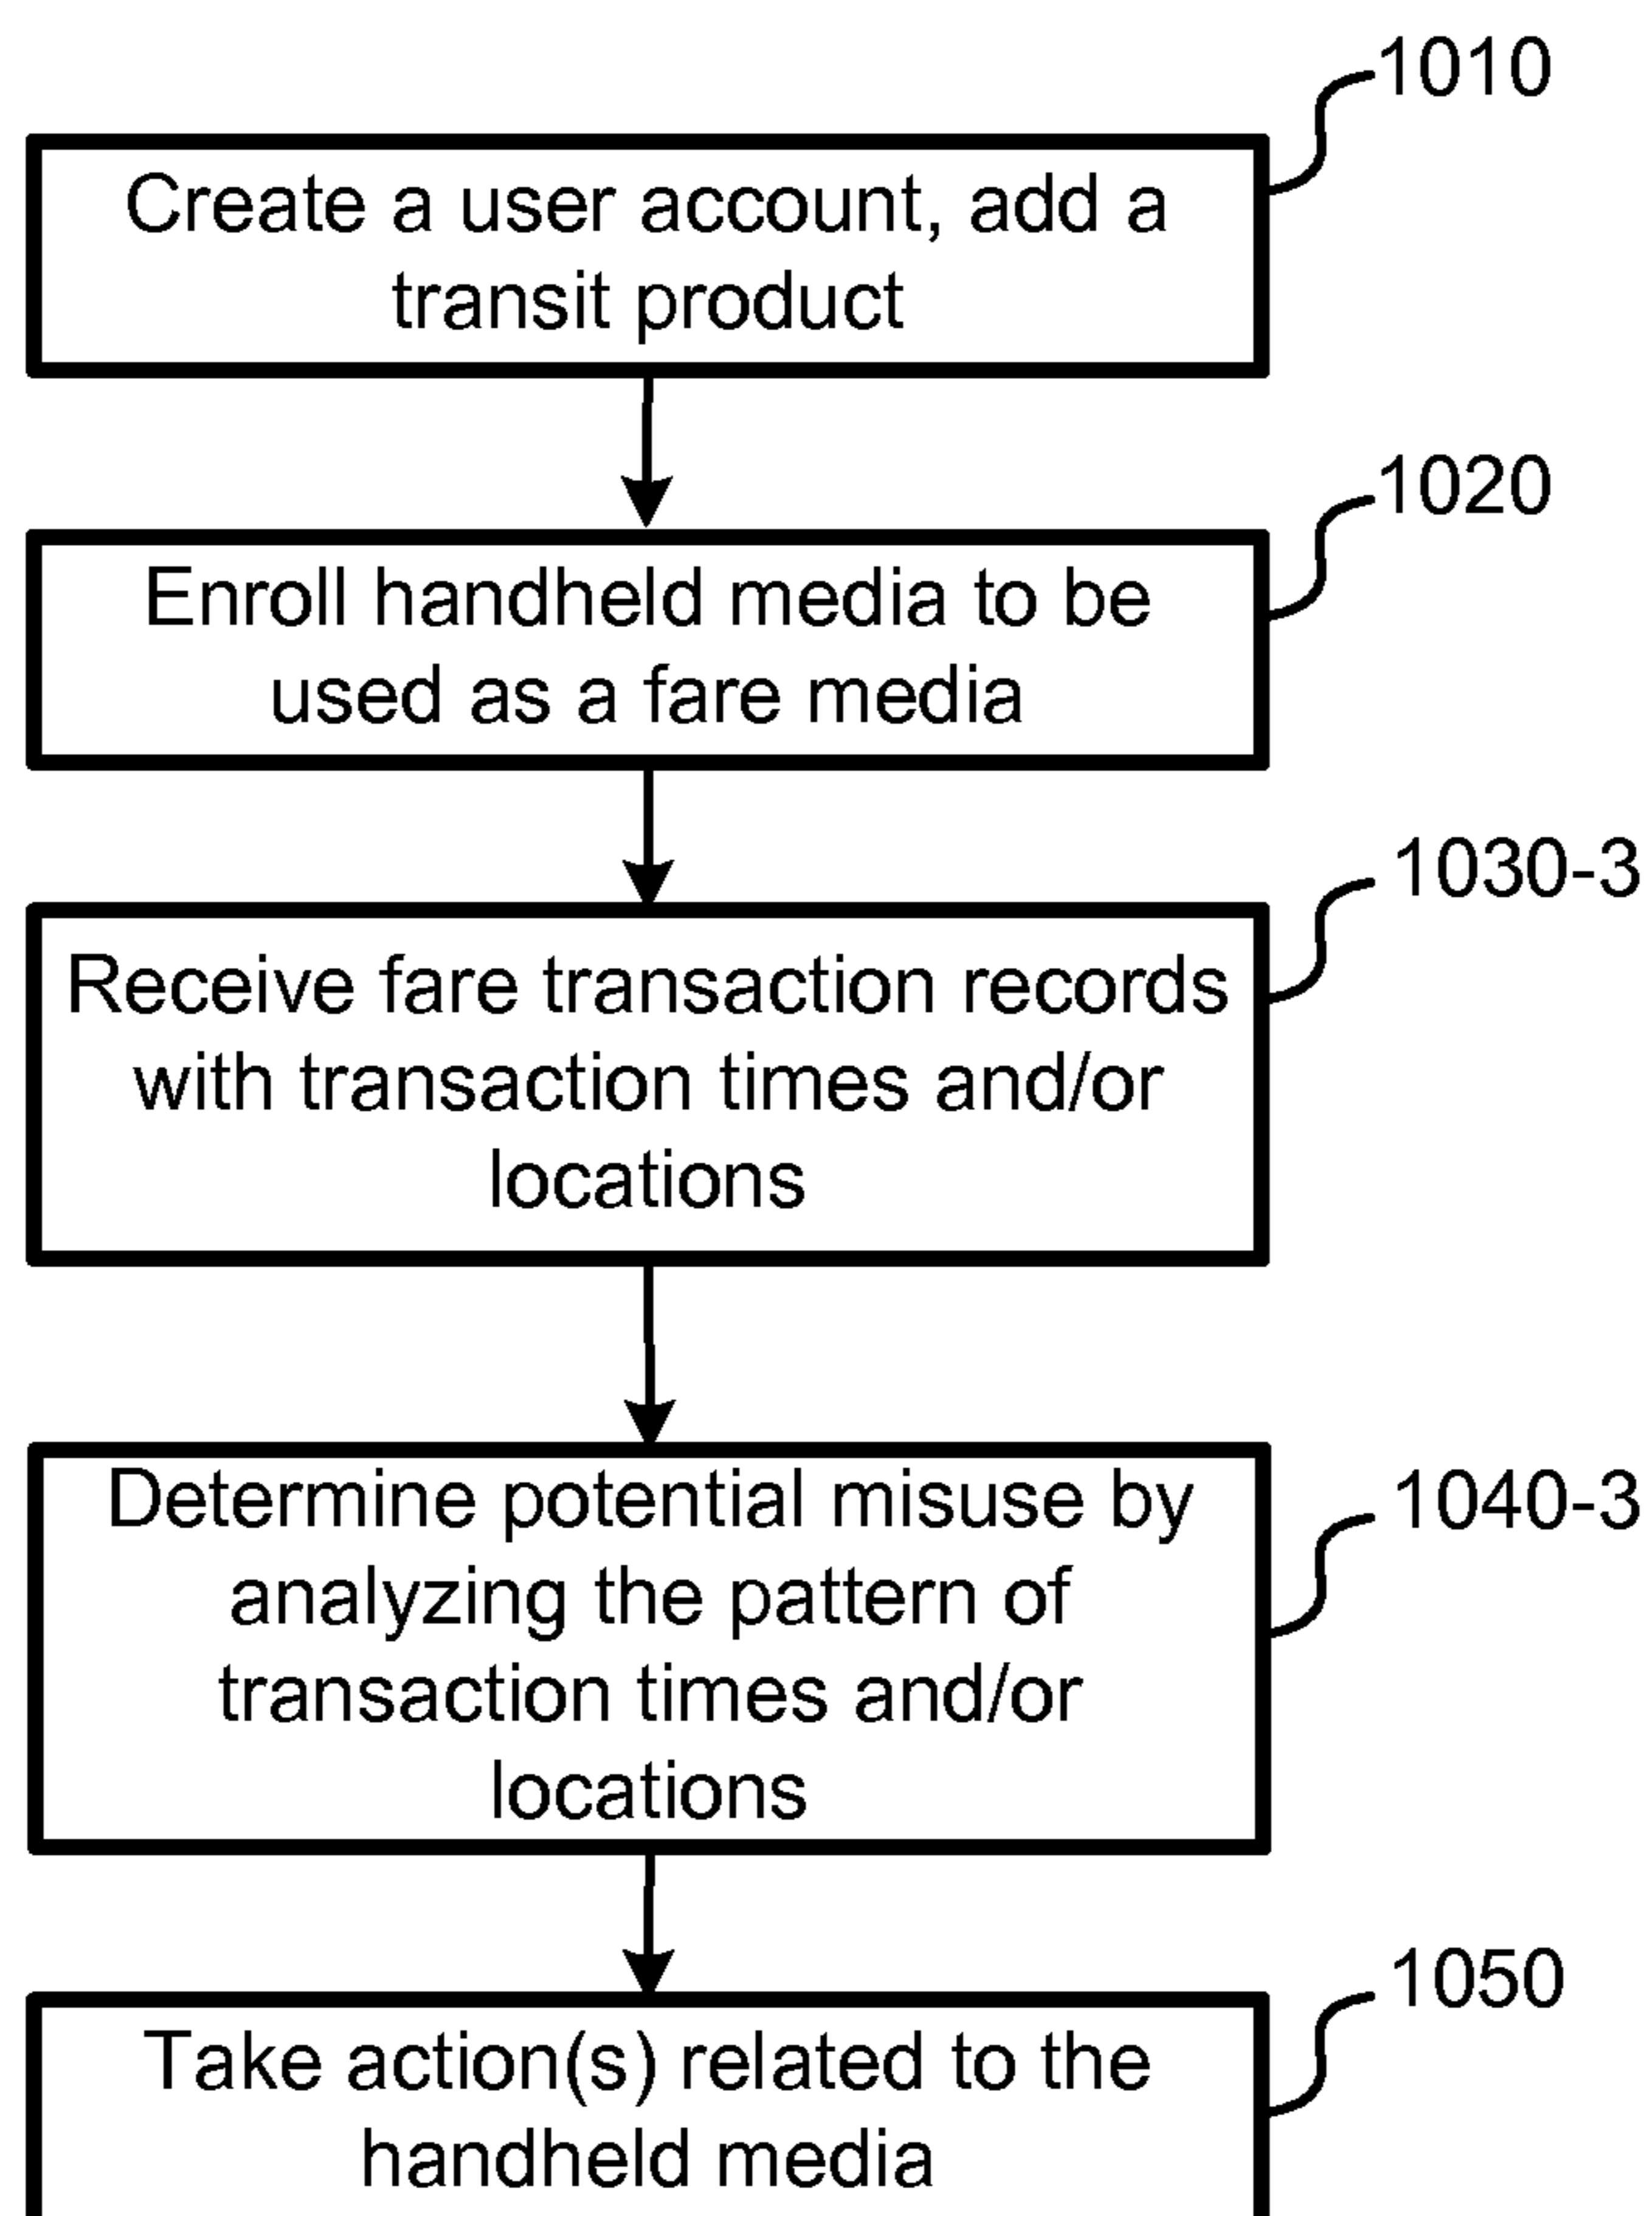 1010
Create a user account, add a
transit product
1020
Enroll handheld media to be
used as a fare media
1030-3
Receive fare transaction records
with transaction times and/or
locations
1040-3
Determine potential misuse by
analyzing the pattern of
transaction times and/or
locations
1050
Take action(s) related to the
handheld media